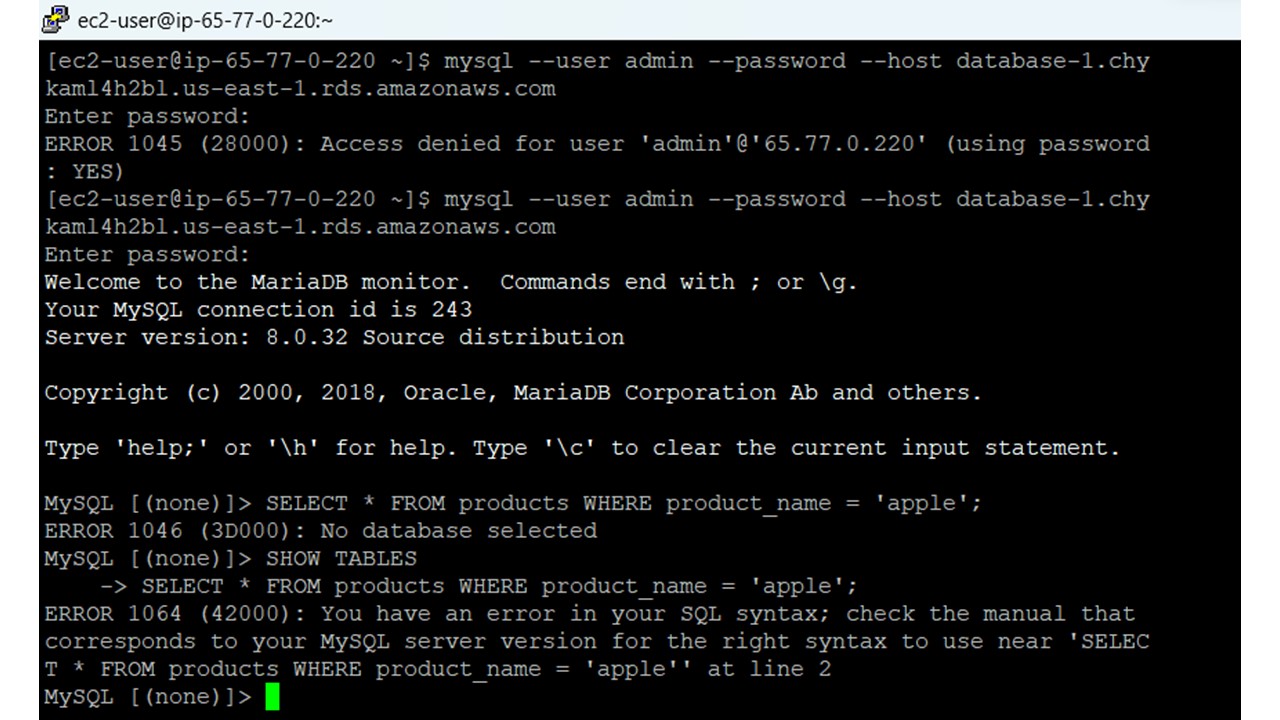 ec2-user@ip-65-77-0-220:~
[ec2-user@ip-65-77-0-220 ~]$ mysql --user admin --password --host database-1.chy
kaml4h2bl.us-east-1.rds.amazonaws.com
Enter password:
ERROR 1045 (28000): Access denied for user 'admin'@'65.77.0.220' (using password
: YES)
[ec2-user@ip-65-77-0-220 ~]$ mysql --user admin --password --host database-1.chy
kaml4h2bl.us-east-1.rds.amazonaws.com
Enter password:
Welcome to the MariaDB monitor.  Commands end with ; or \g.
Your MySQL connection id is 243
Server version: 8.0.32 Source distribution
Copyright (c) 2000, 2018, Oracle, MariaDB Corporation Ab and others.
Type 'help;' or '\h' for help. Type '\c' to clear the current input statement.
MySQL [(none)]> SELECT * FROM products WHERE product_name = 'apple';
ERROR 1046 (3D000): No database selected
MySQL [(none)]> SHOW TABLES
    -> SELECT * FROM products WHERE product_name = 'apple';
ERROR 1064 (42000): You have an error in your SQL syntax; check the manual that
corresponds to your MySQL server version for the right syntax to use near 'SELEC
T * FROM products WHERE product_name = 'apple'' at line 2
MySQL [(none)]>